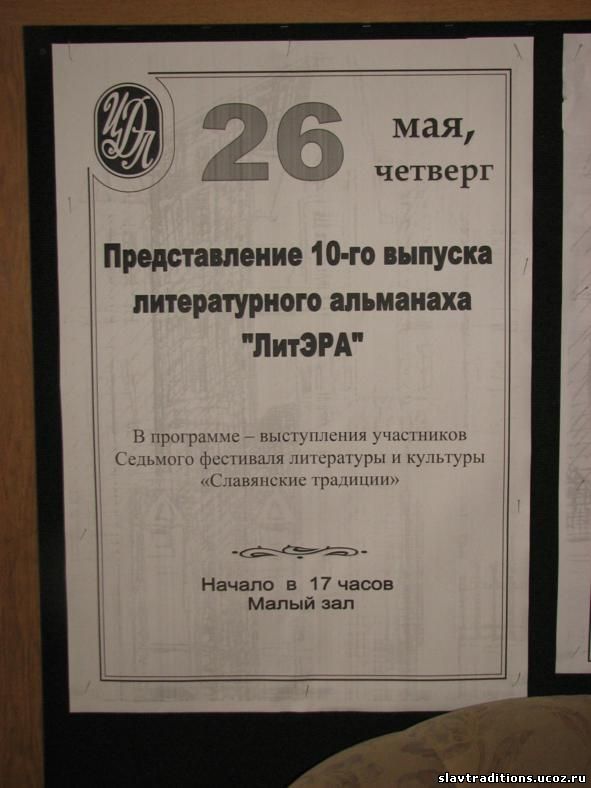 ЦДЛ
26 мая,
четверг
Представление 10-го выпуска
литературного альманаха
"ЛитЭРА"
В программе – выступления участников
Седьмого фестиваля литературы и культуры
«Славянские традиции»
Начало в 17 часов
Малый зал
slavtraditions.ucoz.ru